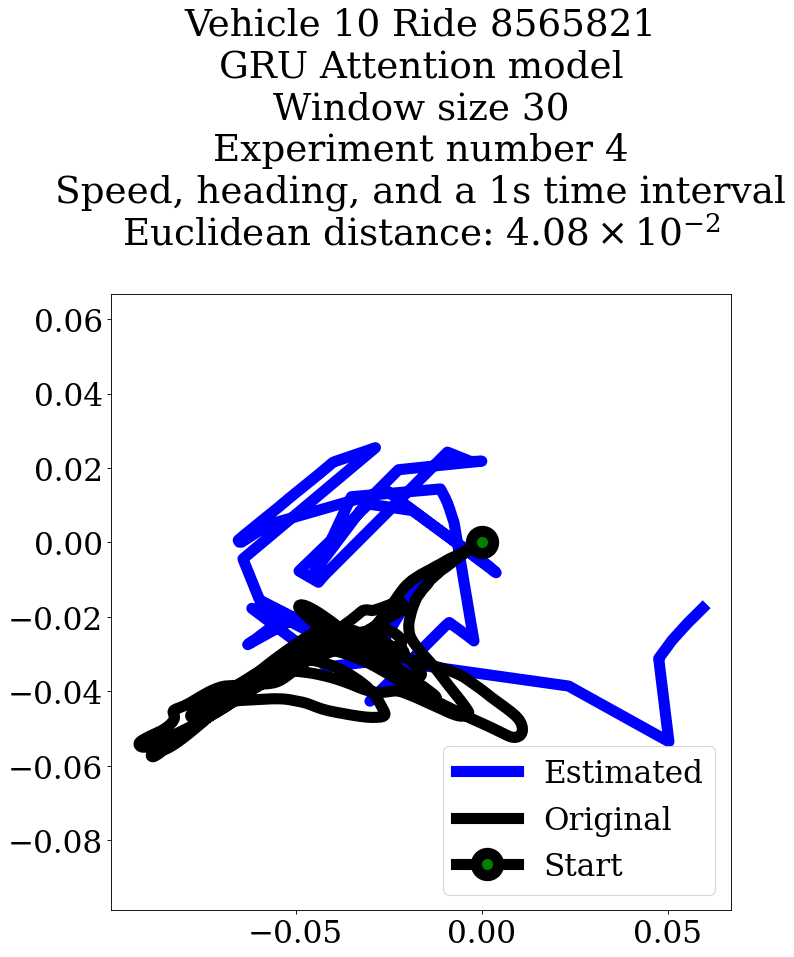 Vehicle 10 Ride 8565821
GRU Attention model
Window size 30
Experiment number 4
Speed, heading, and a 1s time interval
Euclidean distance: 4.08 × 10⁻²
0.06
0.04
0.02
0.00
−0.02
−0.04
−0.06
−0.08
Estimated
Original
Start
−0.05
0.00
0.05